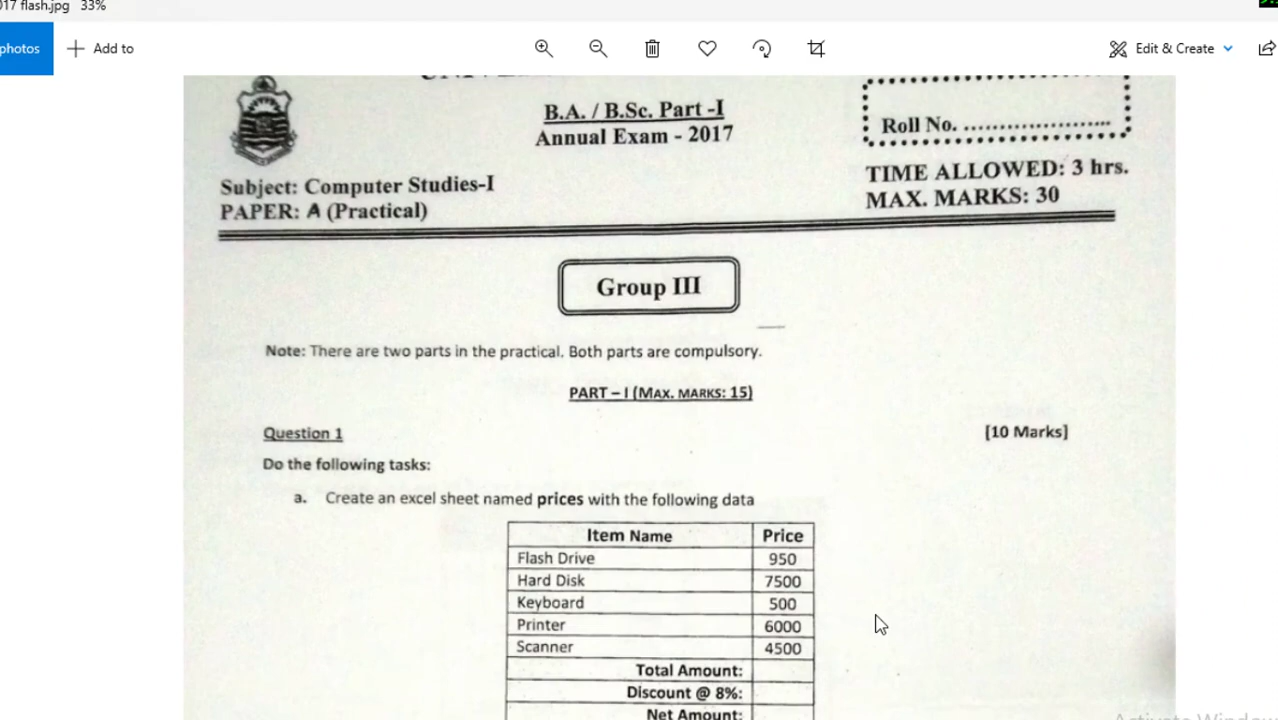 017 flash.jpg 33%
photos
Add to
Edit & Create
B.A. / B.Sc. Part -I
Annual Exam - 2017
Roll No. ........................
Subject: Computer Studies-I
PAPER: A (Practical)
TIME ALLOWED: 3 hrs.
MAX. MARKS: 30
Group III
Note: There are two parts in the practical. Both parts are compulsory.
PART – I (MAX. MARKS: 15)
Question 1 [10 Marks]
Do the following tasks:
a. Create an excel sheet named prices with the following data
Item Name Price
Flash Drive 950
Hard Disk 7500
Keyboard 500
Printer 6000
Scanner 4500
Total Amount:
Discount @ 8%:
Net Amount: